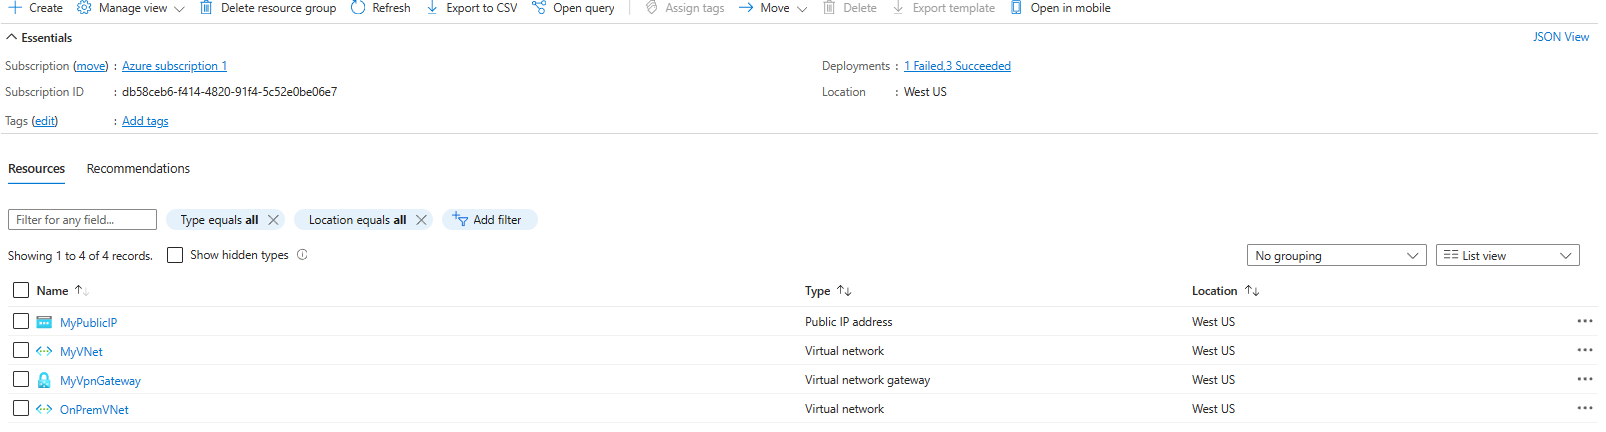 Create Manage view Delete resource group Refresh Export to CSV Open query Assign tags Move Delete Export template Open in mobile
Essentials JSON View
Subscription (move) : Azure subscription 1 Deployments : 1 Failed,3 Succeeded
Subscription ID : db58ceb6-f414-4820-91f4-5c52e0be06e7 Location : West US
Tags (edit) : Add tags
Resources Recommendations
Filter for any field... Type equals all Location equals all Add filter
Showing 1 to 4 of 4 records. Show hidden types No grouping List view
Name Type Location
MyPublicIP Public IP address West US
MyVNet Virtual network West US
MyVpnGateway Virtual network gateway West US
OnPremVNet Virtual network West US